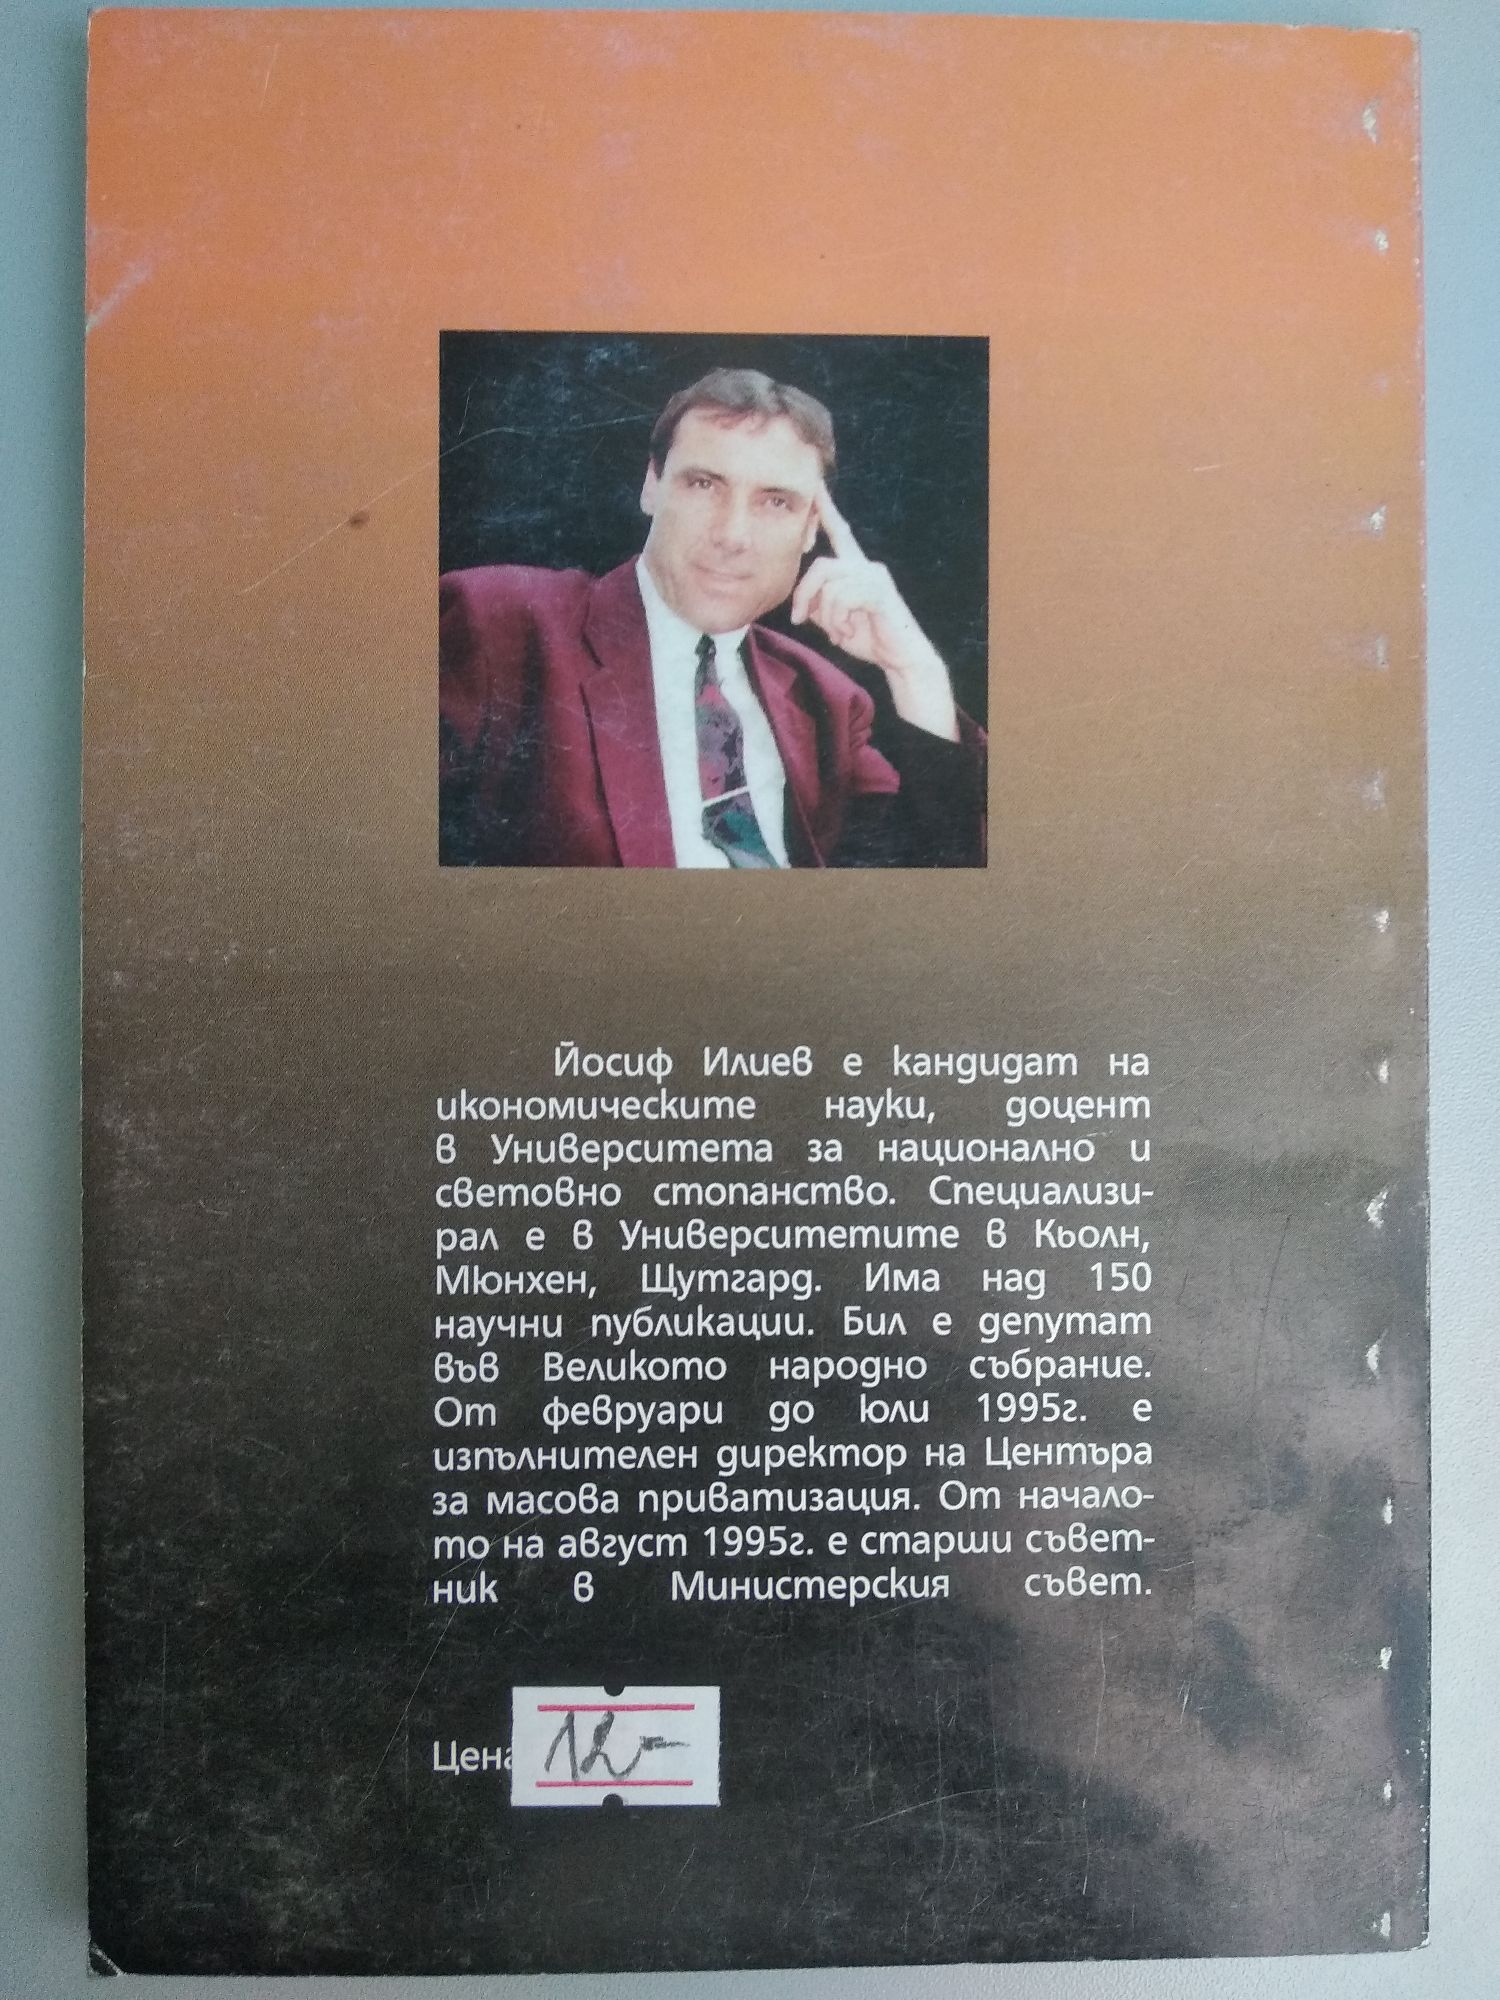 Йосиф Илиев е кандидат на
икономическите науки, доцент
в Университета за национално и
световно стопанство. Специализи-
рал е в Университетите в Кьолн,
Мюнхен, Щутгард. Има над 150
научни публикации. Бил е депутат
във Великото народно събрание.
От февруари до юли 1995г. е
изпълнителен директор на Центъра
за масова приватизация. От начало-
то на август 1995г. е старши съвет-
ник в Министерския съвет.
Цена 12-